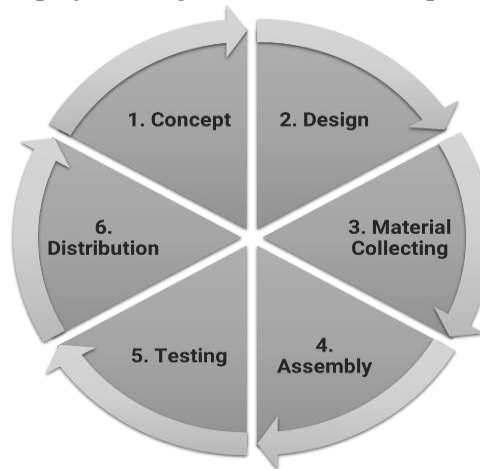 1. Concept
2. Design
3. Material
Collecting
4.
Assembly
5. Testing
6.
Distribution